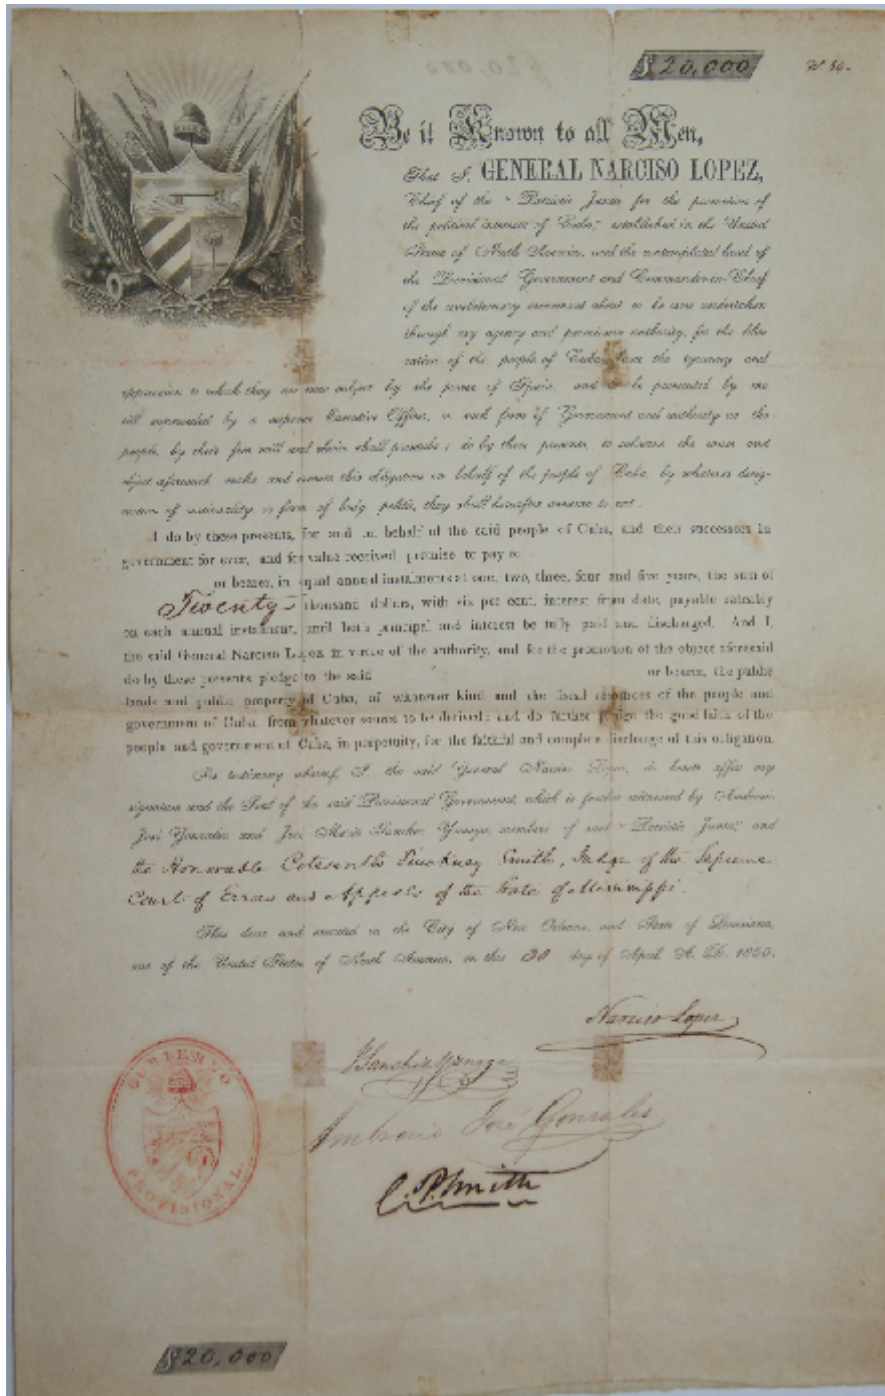 $20,000
Be it Known to all Men,
That I, GENERAL NARCISO LOPEZ,
Chief of the "Patriotic Junta for the promotion of
the political interests of Cuba," established in the United
States of North America, and the contemplated head of
the Provisional Government and Commander-in-Chief
of the revolutionary movement about to be now undertaken
through my agency and provisional authority, for the libe-
ration of the people of Cuba from the tyranny and
oppression to which they are now subject by the power of Spain, and to be presented by me
till superseded by a supreme Executive Officer, or such form of Government and authority as the
people, by their free will and choice shall promulge; do by these presents, to subserve the cause and
object aforesaid, make and execute this obligation on behalf of the people of Cuba, by whatever desig-
nation of nationality or form of body politic, they shall hereafter assume to act.
I do by these presents, for and on behalf of the said people of Cuba, and their successors in
government for ever, and for value received promise to pay to
or bearer, in equal annual instalments at one, two, three, four and five years, the sum of
Twenty thousand dollars, with six per cent. interest from date, payable rateably
on each annual instalment, until both principal and interest be fully paid and discharged. And I,
the said General Narciso Lopez in virtue of the authority, and for the promotion of the object aforesaid
do by these presents, pledge to the said or bearer, the public
lands and public property of Cuba, of whatever kind and the fiscal resources of the people and
government of Cuba, from whatever source to be derived: and do further pledge the good faith of the
people and government of Cuba, in perpetuity, for the faithful and complete discharge of this obligation.
In testimony whereof, I, the said General Narciso Lopez, do hereto affix my
signature and the Seal of the said Provisional Government, which is further witnessed by Ambrosio
José Gonzales and José Maria Sanchez Yznaga, members of said "Patriotic Junta," and
the Honorable Cotesworth Pinckney Smith, Judge of the Supreme
Court of Errors and Appeals of the State of Mississippi.
Thus done and executed in the City of New Orleans, and State of Louisiana,
one of the United States of North America, on this 30 day of April A. D. 1850.
Narciso Lopez
J Sanchez Yznaga
Ambrosio José Gonzales
C. P. Smith
GOBIERNO
PROVISIONAL
$20,000